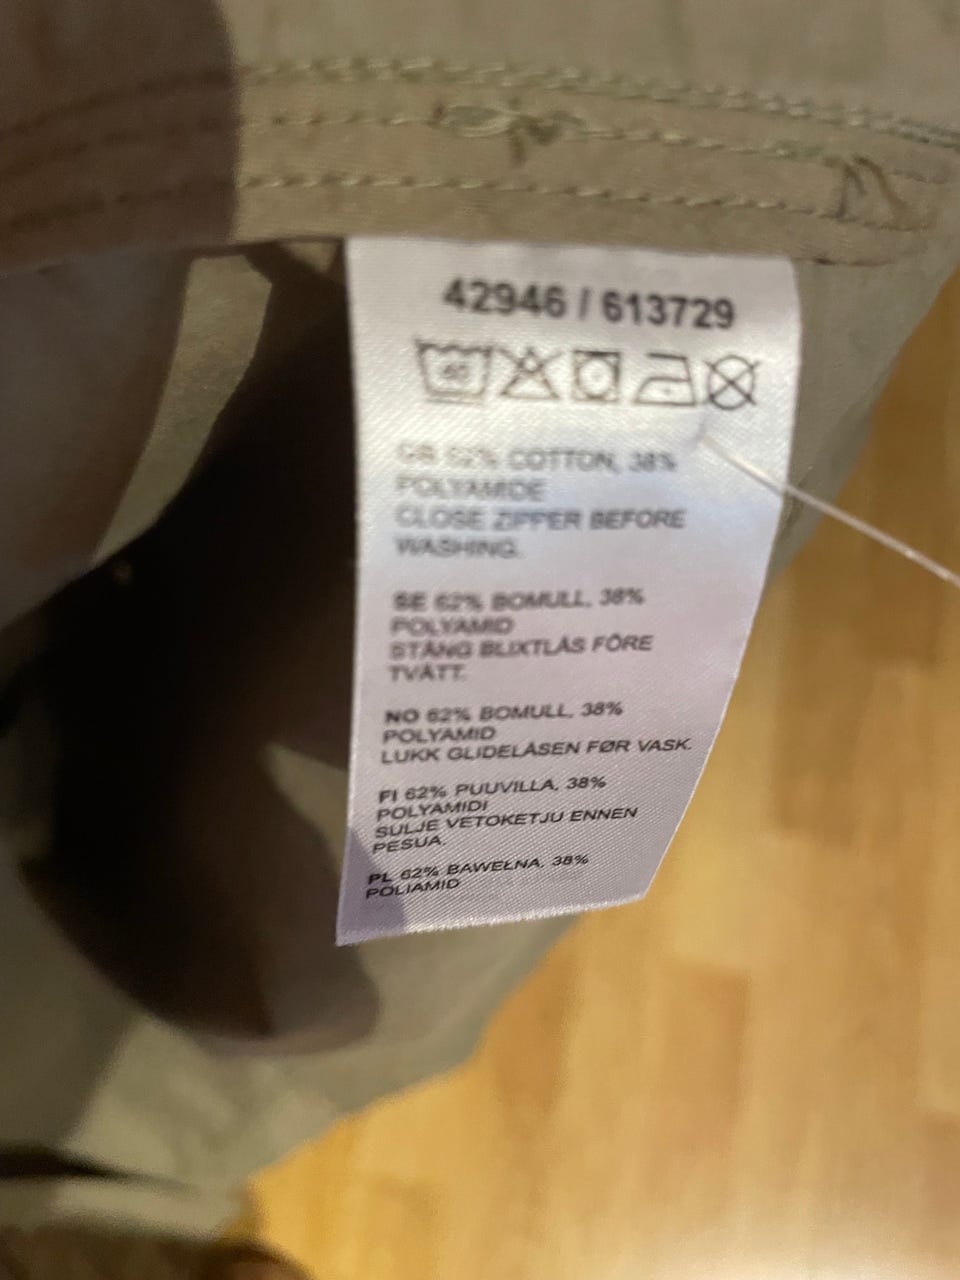 42946 / 613729
40
GB 62% COTTON, 38%
POLYAMIDE
CLOSE ZIPPER BEFORE
WASHING.
SE 62% BOMULL, 38%
POLYAMID
STÄNG BLIXTLÅS FÖRE
TVÄTT.
NO 62% BOMULL, 38%
POLYAMID
LUKK GLIDELÅSEN FØR VASK.
FI 62% PUUVILLA, 38%
POLYAMIDI
SULJE VETOKETJU ENNEN
PESUA.
PL 62% BAWEŁNA, 38%
POLIAMID